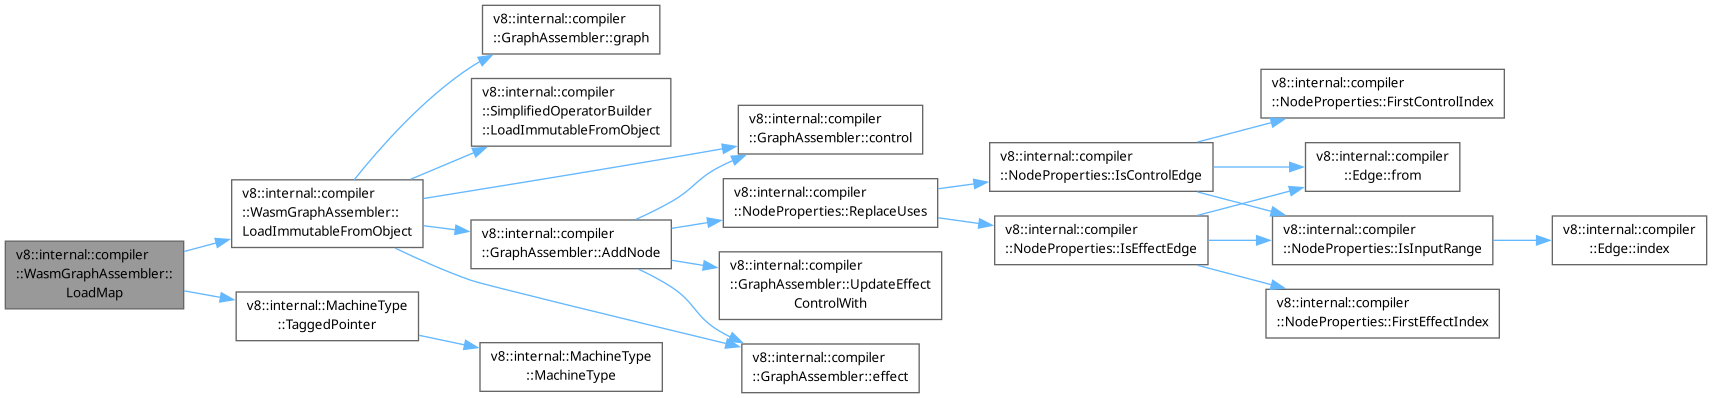 v8::internal::compiler
::WasmGraphAssembler::
LoadMap
v8::internal::compiler
::WasmGraphAssembler::
LoadImmutableFromObject
v8::internal::MachineType
::TaggedPointer
v8::internal::compiler
::GraphAssembler::graph
v8::internal::compiler
::SimplifiedOperatorBuilder
::LoadImmutableFromObject
v8::internal::compiler
::GraphAssembler::AddNode
v8::internal::MachineType
::MachineType
v8::internal::compiler
::GraphAssembler::control
v8::internal::compiler
::NodeProperties::ReplaceUses
v8::internal::compiler
::GraphAssembler::UpdateEffect
ControlWith
v8::internal::compiler
::GraphAssembler::effect
v8::internal::compiler
::NodeProperties::IsControlEdge
v8::internal::compiler
::NodeProperties::IsEffectEdge
v8::internal::compiler
::NodeProperties::FirstControlIndex
v8::internal::compiler
::Edge::from
v8::internal::compiler
::NodeProperties::IsInputRange
v8::internal::compiler
::NodeProperties::FirstEffectIndex
v8::internal::compiler
::Edge::index